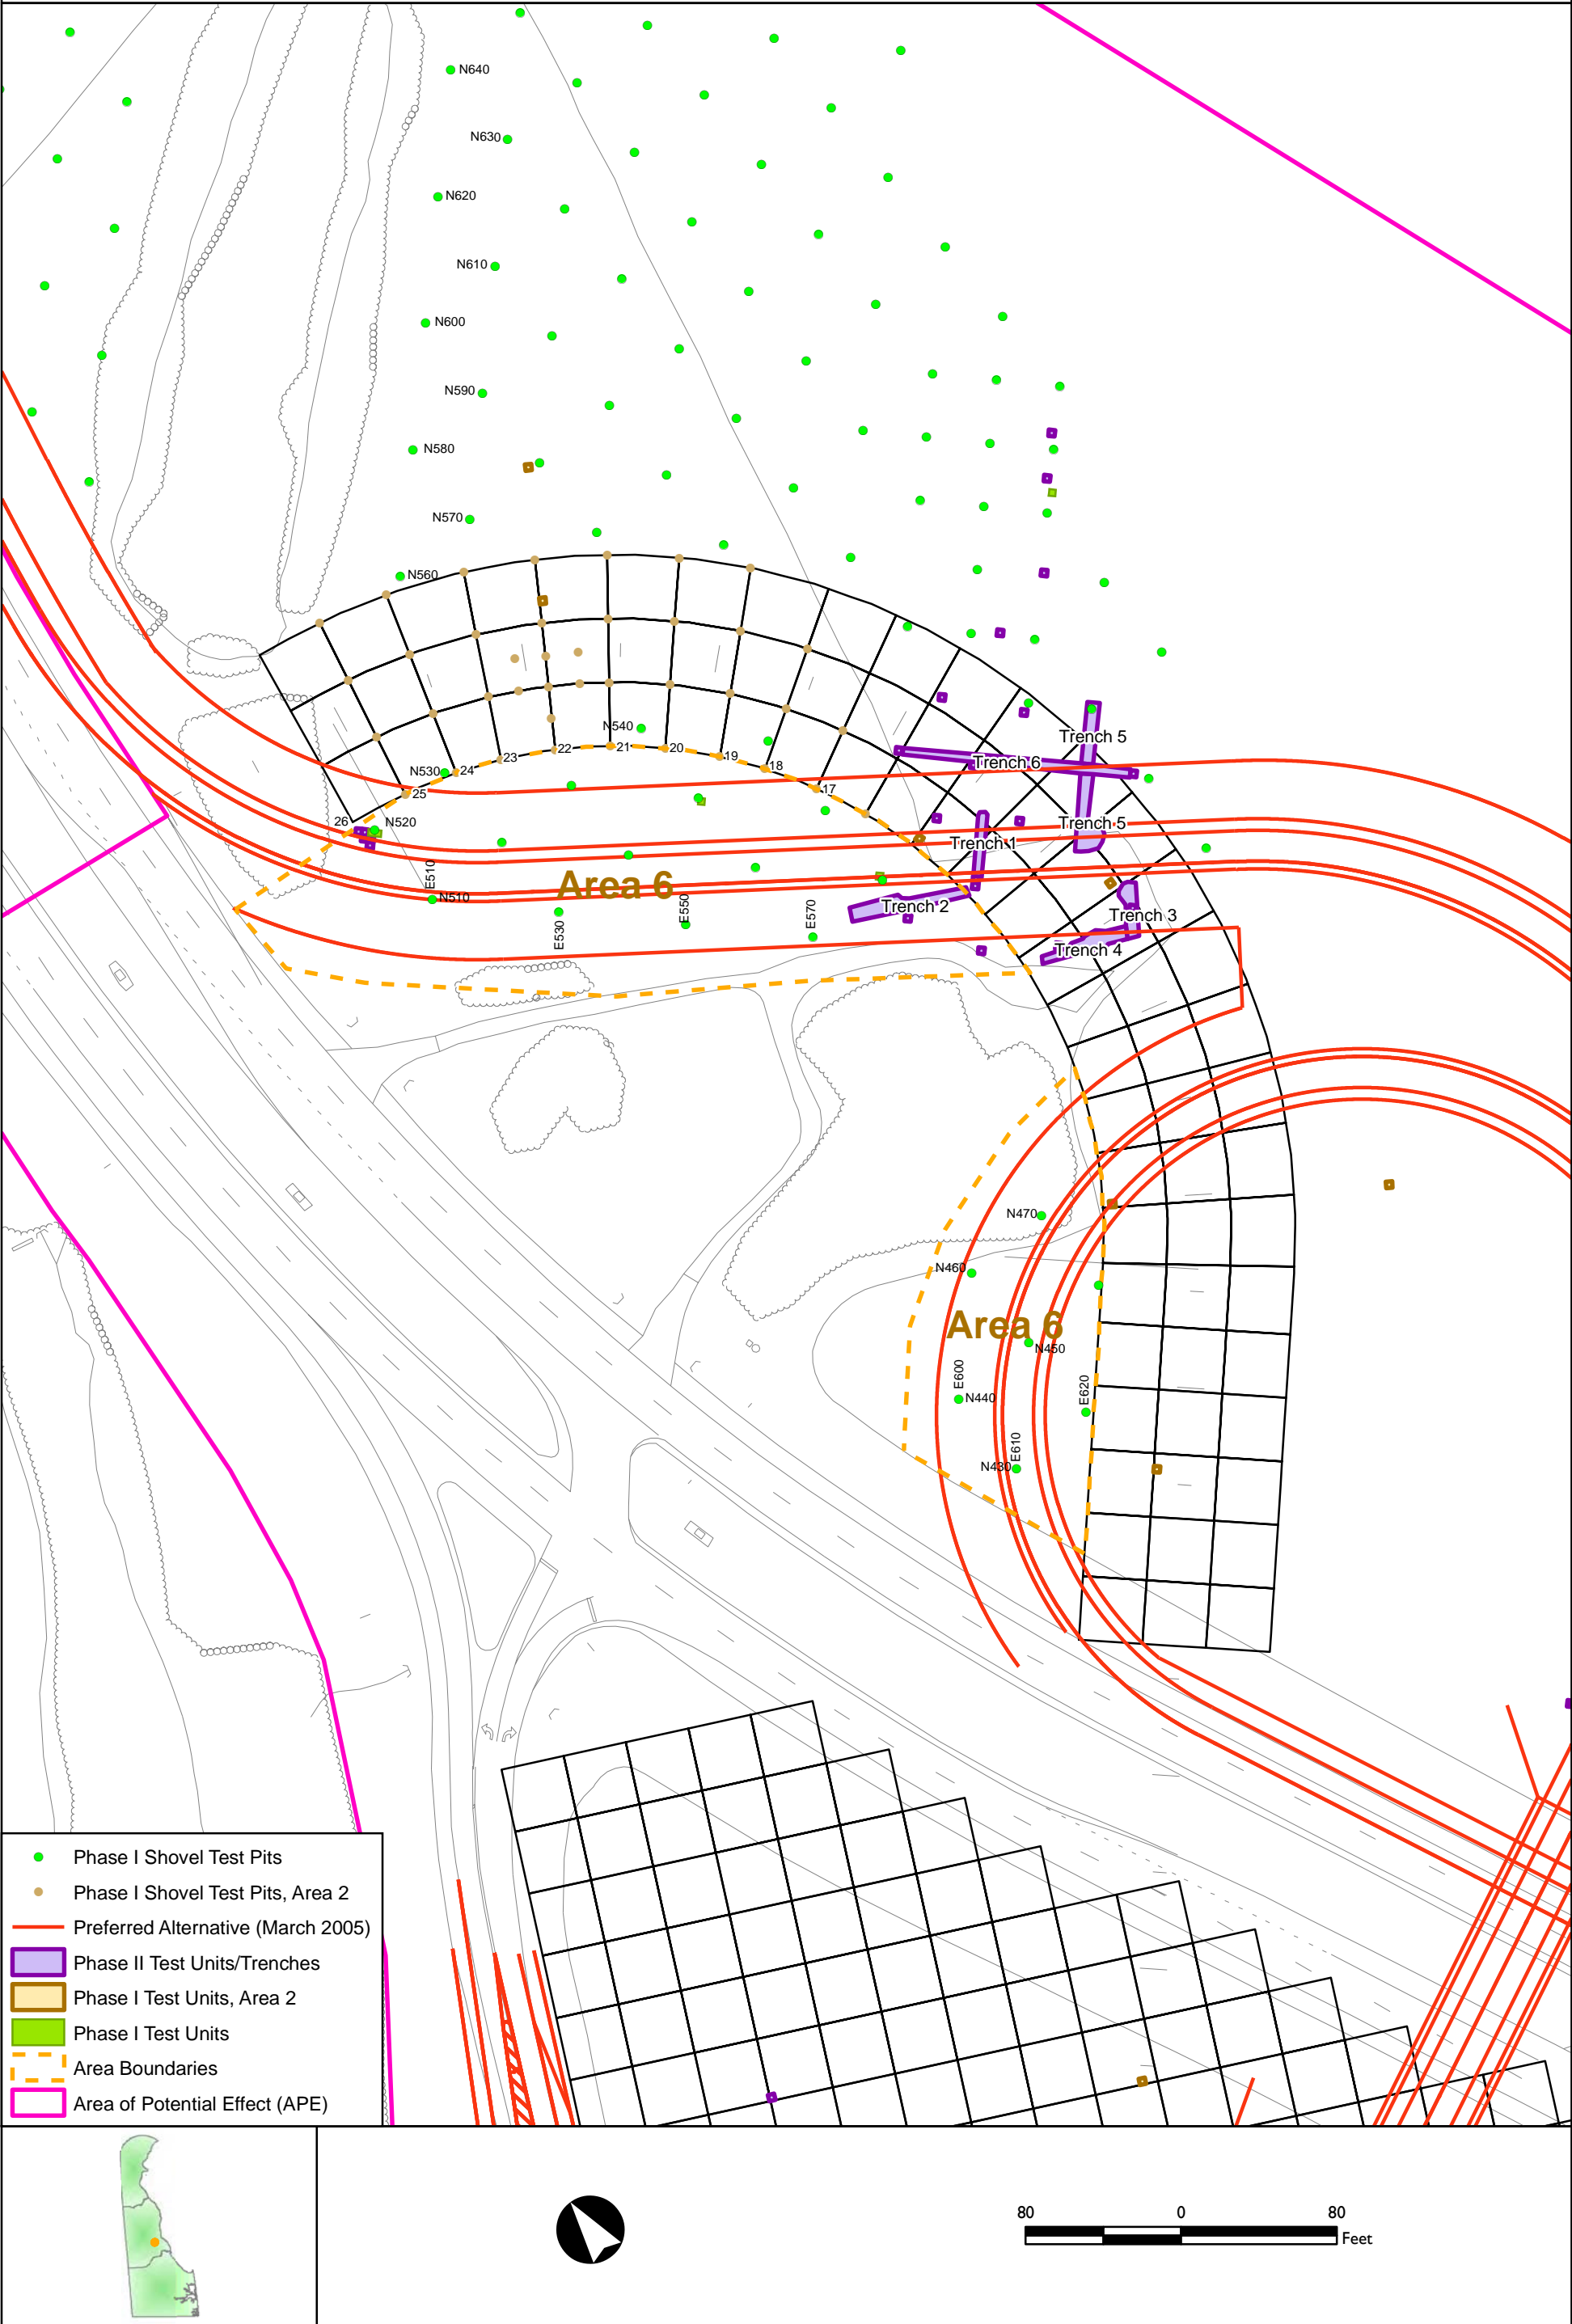 N640
N630
N620
N610
N600
N590
N580
N570
N560
N540
N530
24
23
22
21
20
19
18
17
25
26
N520
Trench 5
Trench 6
Trench 5
Trench 1
E510
N510
Area 6
E530
E550
E570
Trench 2
Trench 3
Trench 4
N470
N460
Area 6
N450
E600
N440
E620
E610
N430
Phase I Shovel Test Pits
Phase I Shovel Test Pits, Area 2
Preferred Alternative (March 2005)
Phase II Test Units/Trenches
Phase I Test Units, Area 2
Phase I Test Units
Area Boundaries
Area of Potential Effect (APE)
80 0 80
Feet